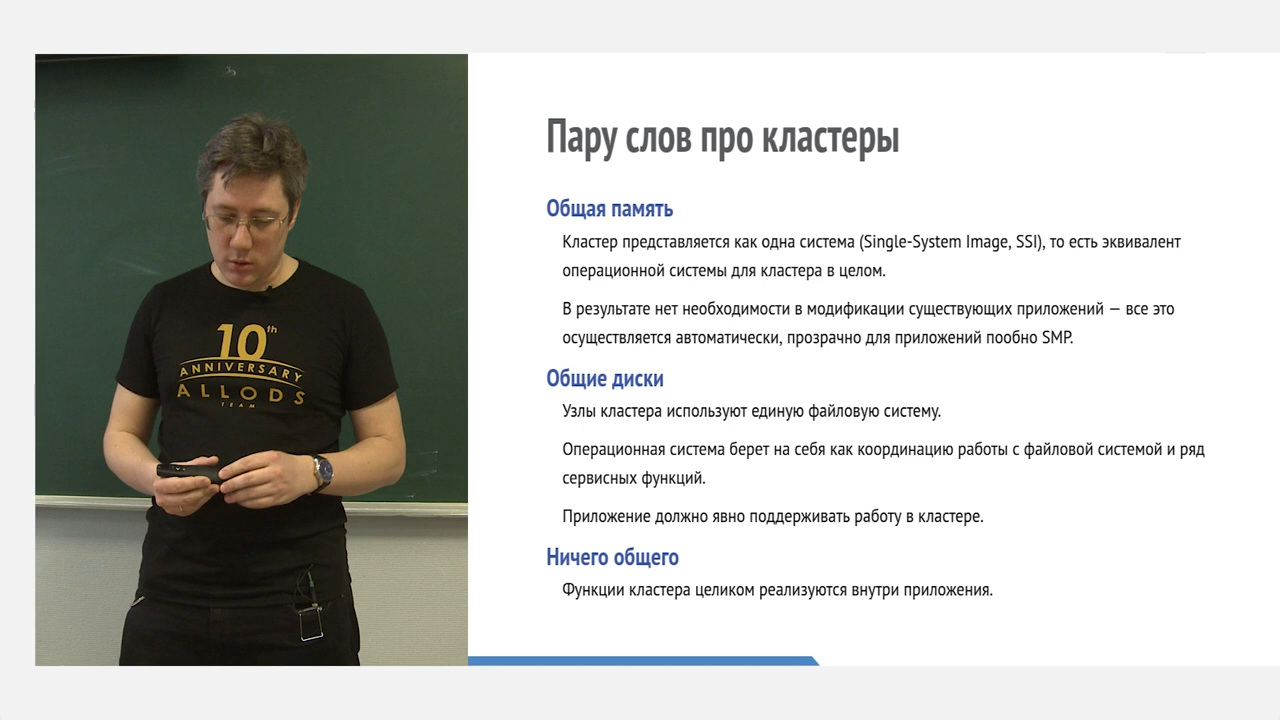 10th
ANNIVERSARY
ALLODS
TEAM
Пару слов про кластеры
Общая память
Кластер представляется как одна система (Single-System Image, SSI), то есть эквивалент
операционной системы для кластера в целом.
В результате нет необходимости в модификации существующих приложений — все это
осуществляется автоматически, прозрачно для приложений пообно SMP.
Общие диски
Узлы кластера используют единую файловую систему.
Операционная система берет на себя как координацию работы с файловой системой и ряд
сервисных функций.
Приложение должно явно поддерживать работу в кластере.
Ничего общего
Функции кластера целиком реализуются внутри приложения.